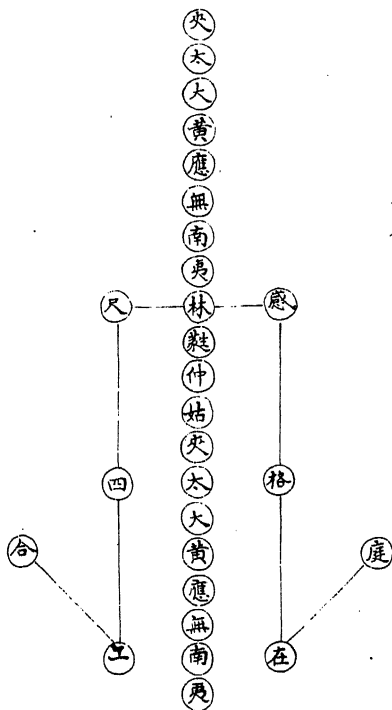 夾
太
大
黃
應
無
南
夷
尺 林 感
蕤
仲
姑
夾
四 太 格
大
合 黃 庭
應
無
工 南 在
夷